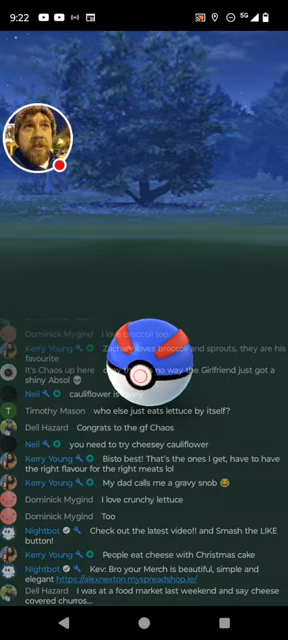 9:22
5G
Dominick Mygind I love broccoli too
Kerry Young Zachary loves broccoli and sprouts, they are his
favourite
It's Chaos up here no way the Girlfriend just got a
shiny Absol 💀
Neil cauliflower is
Timothy Mason who else just eats lettuce by itself?
T
Dell Hazard Congrats to the gf Chaos
Neil you need to try cheesey cauliflower
Kerry Young Bisto best! That's the ones I get, have to have
the right flavour for the right meats lol
Kerry Young My dad calls me a gravy snob 😂
Dominick Mygind I love crunchy lettuce
Dominick Mygind Too
Nightbot Check out the latest video!! and Smash the LIKE
button!
Kerry Young People eat cheese with Christmas cake
Nightbot Kev: Bro your Merch is beautiful, simple and
elegant https://alexnexton.myspreadshop.ie/
Dell Hazard I was at a food market last weekend and say cheese
covered churros...